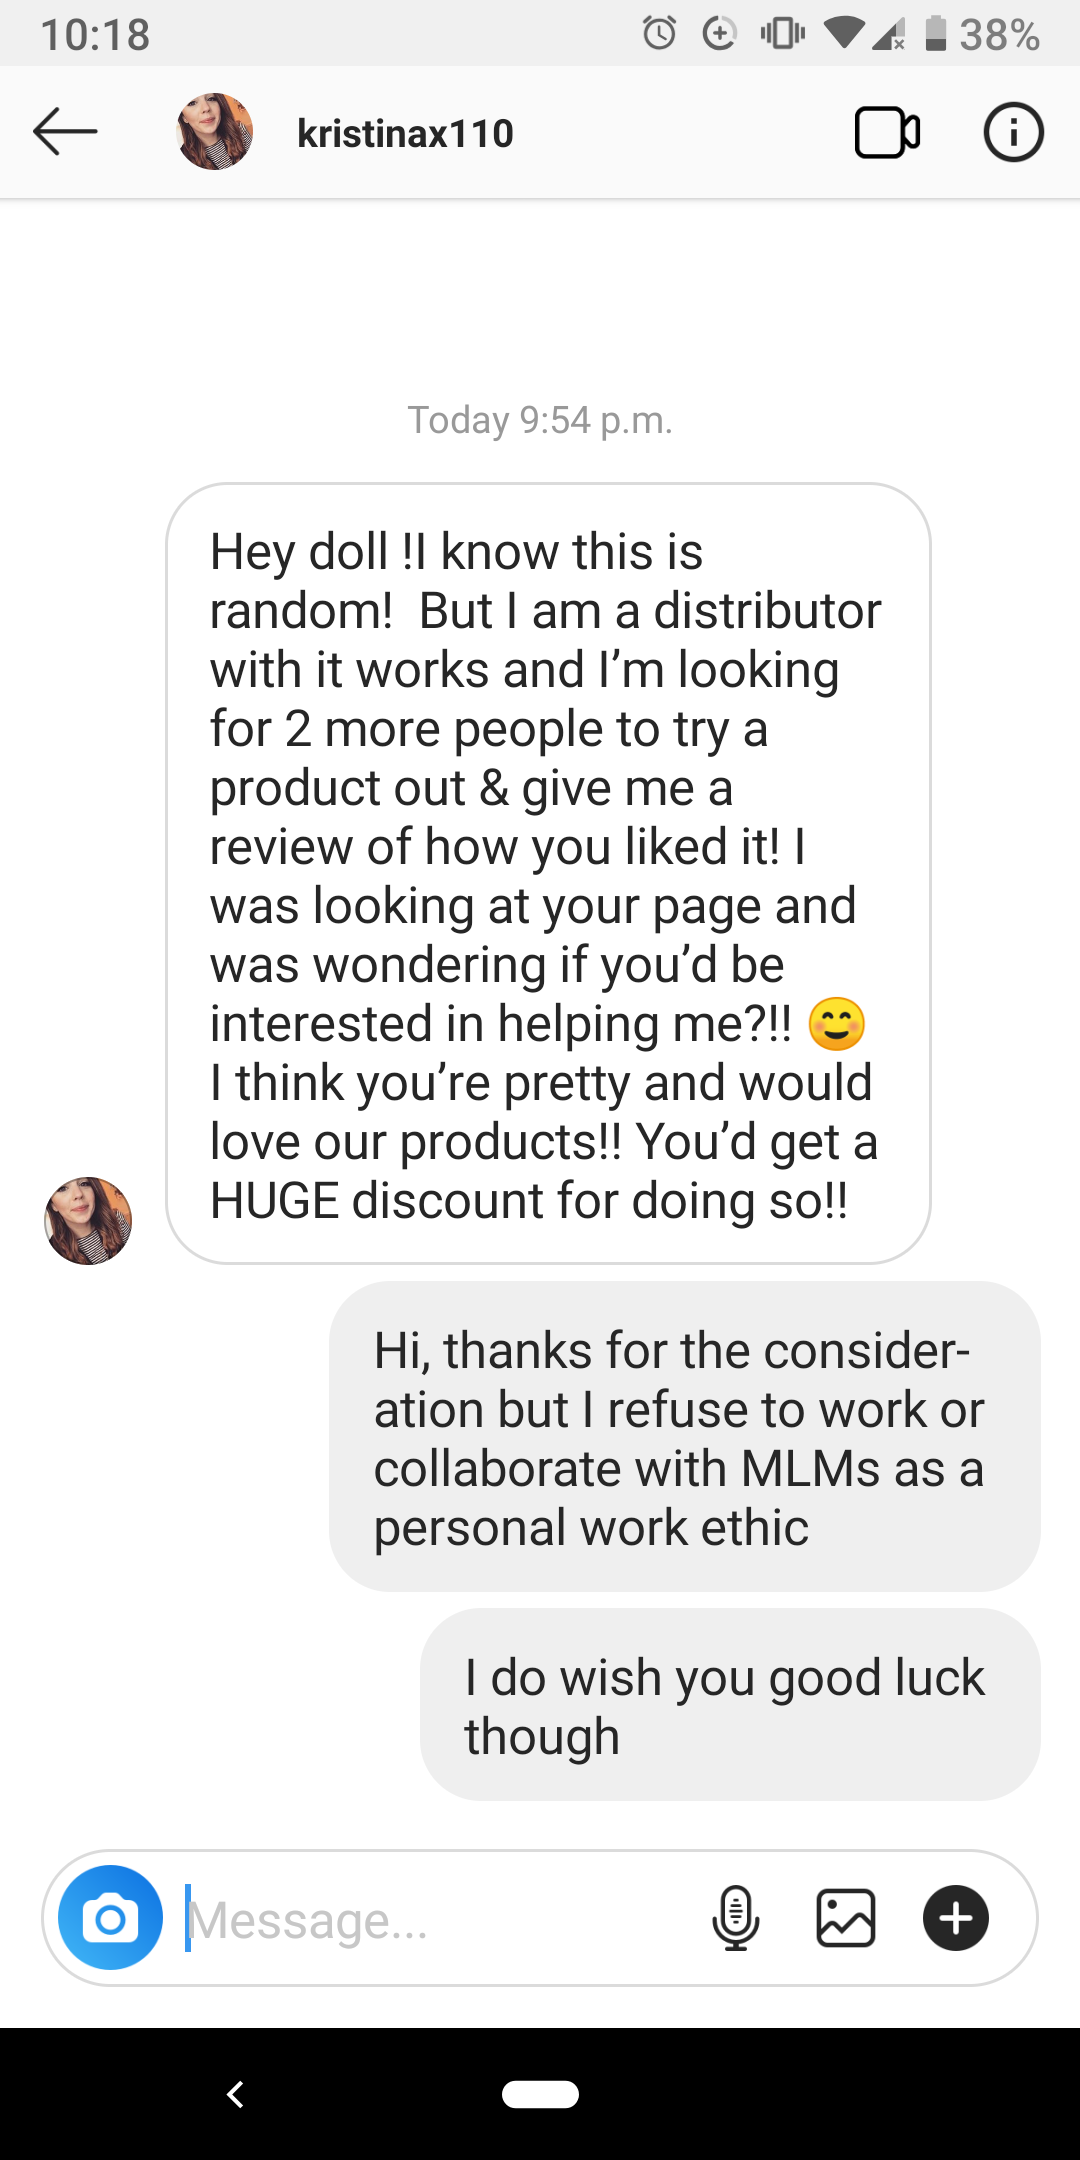 10:18
38%
kristinax110
Today 9:54 p.m.
Hey doll !I know this is
random!  But I am a distributor
with it works and I’m looking
for 2 more people to try a
product out & give me a
review of how you liked it! I
was looking at your page and
was wondering if you’d be
interested in helping me?!! 😊
I think you’re pretty and would
love our products!! You’d get a
HUGE discount for doing so!!
Hi, thanks for the consider-
ation but I refuse to work or
collaborate with MLMs as a
personal work ethic
I do wish you good luck
though
Message...